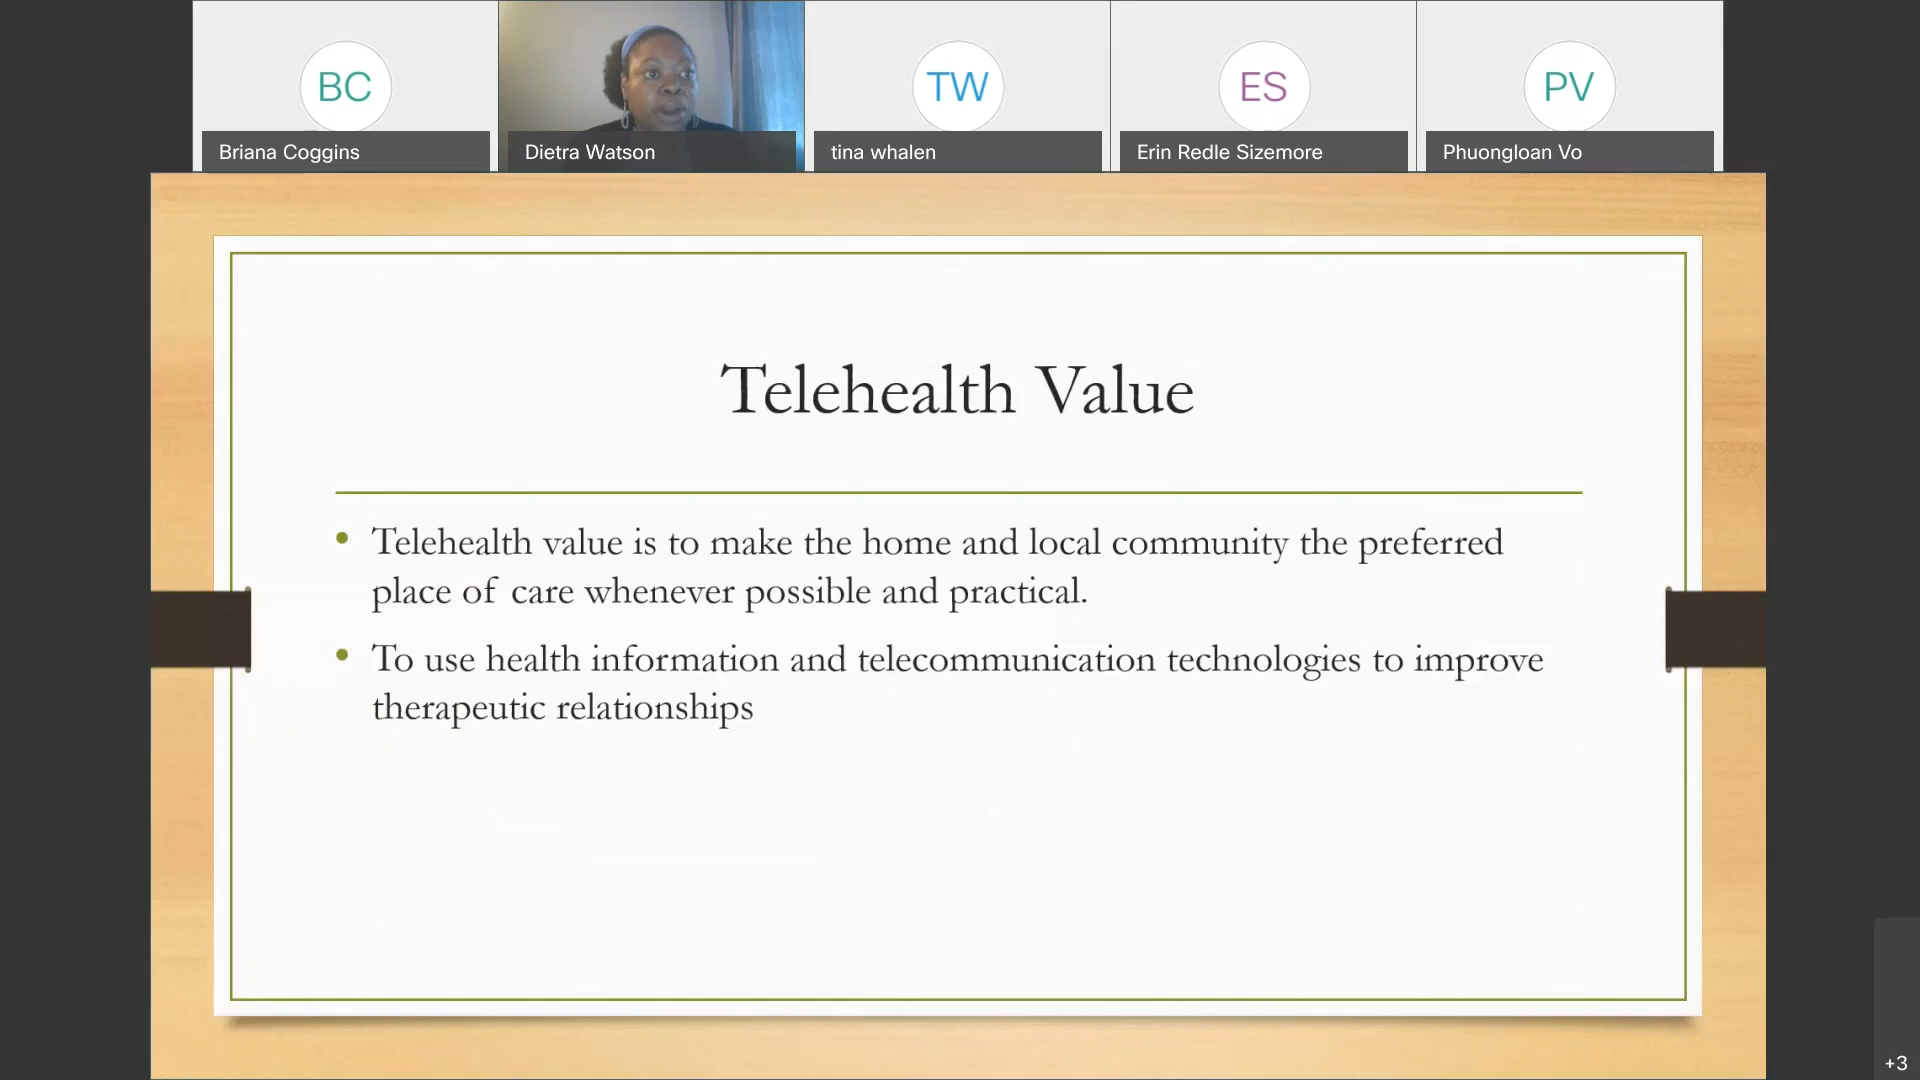 BC
TW
ES
PV
Briana Coggins
Dietra Watson
tina whalen
Erin Redle Sizemore
Phuongloan Vo
Telehealth Value
• Telehealth value is to make the home and local community the preferred
place of care whenever possible and practical.
• To use health information and telecommunication technologies to improve
therapeutic relationships
+3